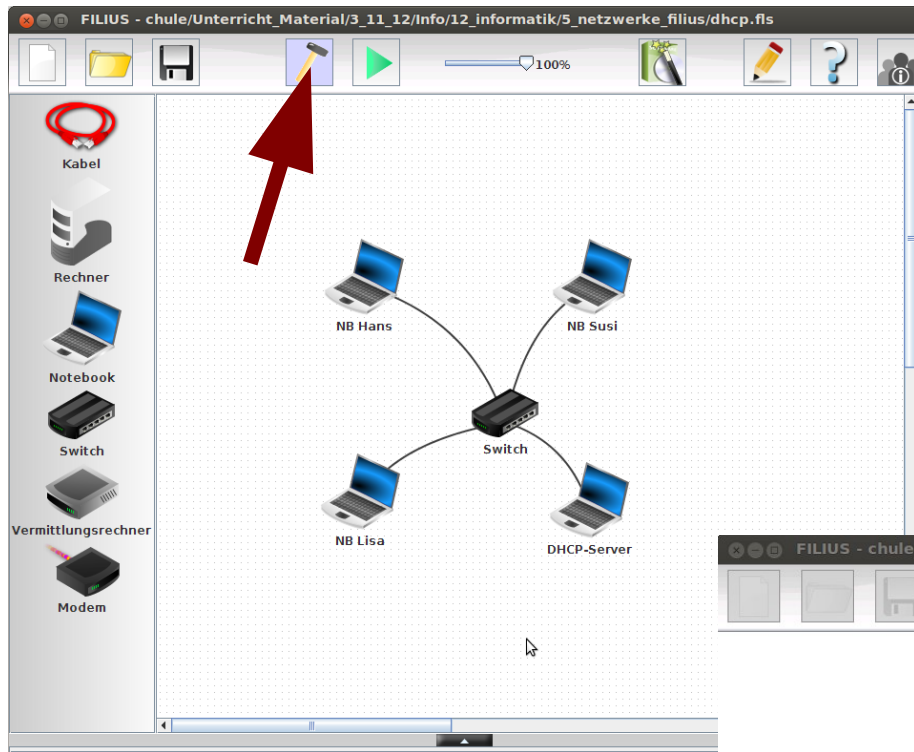 FILIUS - chule/Unterricht_Material/3_11_12/Info/12_informatik/5_netzwerke_filius/dhcp.fls
100%
Kabel
Rechner
Notebook
Switch
Vermittlungsrechner
Modem
NB Hans
NB Susi
Switch
NB Lisa
DHCP-Server
FILIUS - chule